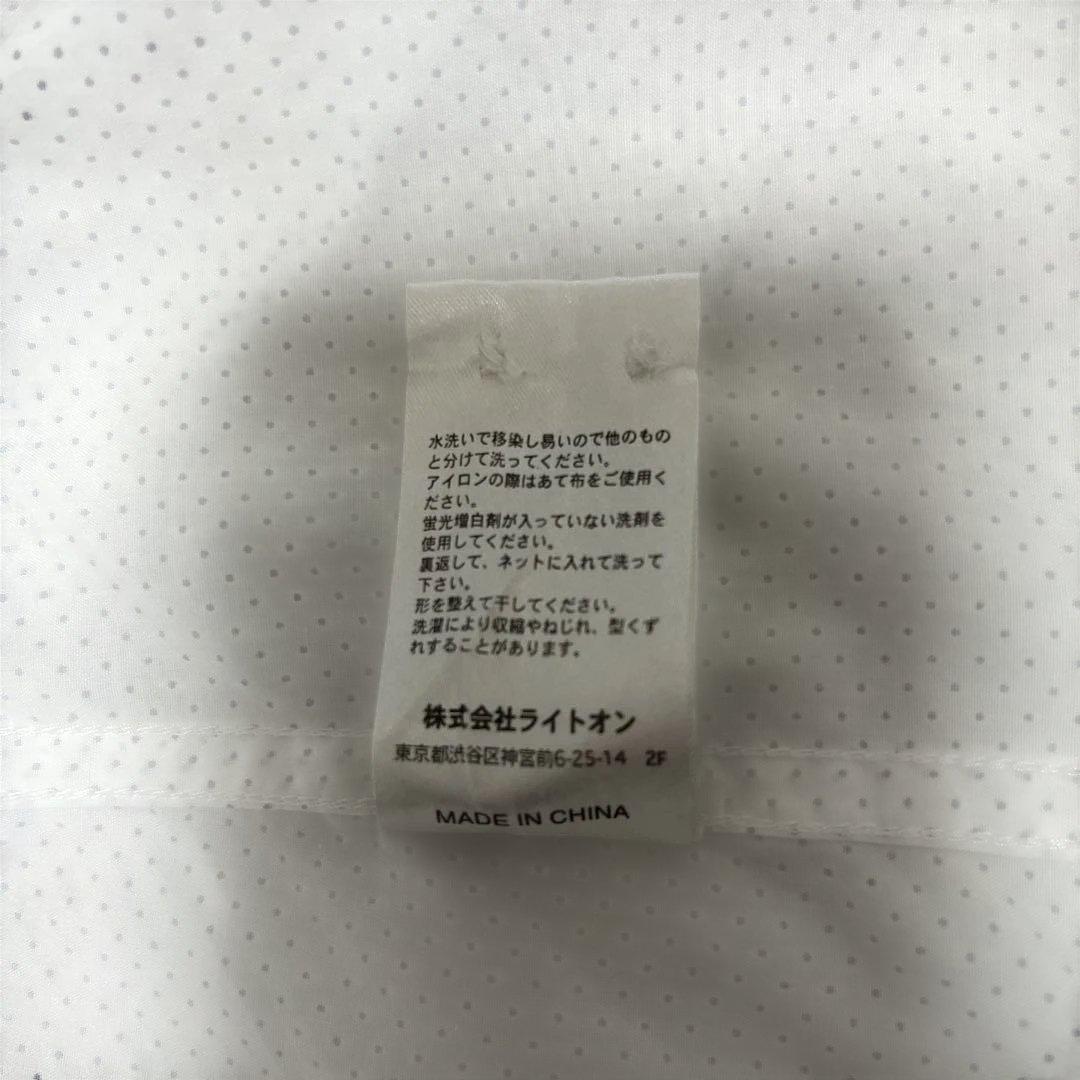 水洗いで移染し易いので他のもの
と分けて洗ってください。
アイロンの際はあて布をご使用く
ださい。
蛍光増白剤が入っていない洗剤を
使用してください。
裏返して、ネットに入れて洗って
下さい。
形を整えて干してください。
洗濯により収縮やねじれ、型くず
れすることがあります。
株式会社ライトオン
東京都渋谷区神宮前6-25-14 2F
MADE IN CHINA